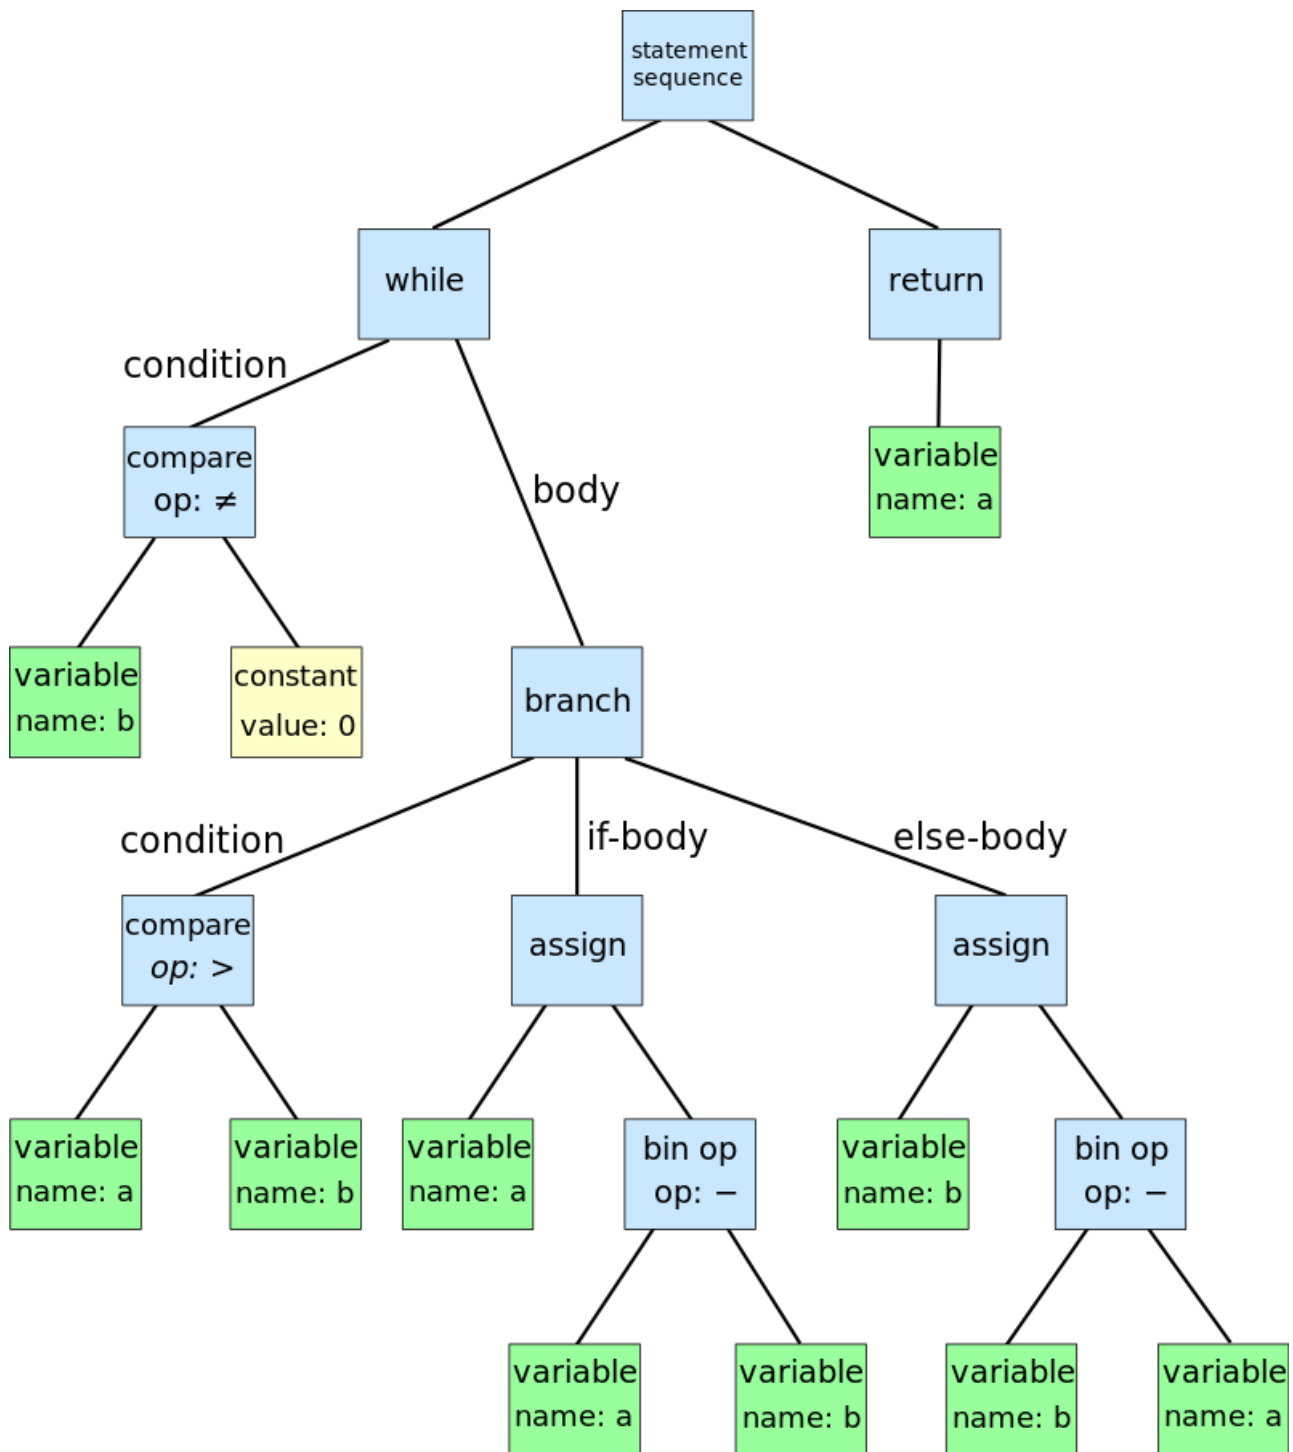 statement
sequence
while
return
condition
compare
op: ≠
body
variable
name: a
variable
name: b
constant
value: 0
branch
condition
if-body
else-body
compare
op: >
assign
assign
variable
name: a
variable
name: b
variable
name: a
bin op
op: −
variable
name: b
bin op
op: −
variable
name: a
variable
name: b
variable
name: b
variable
name: a